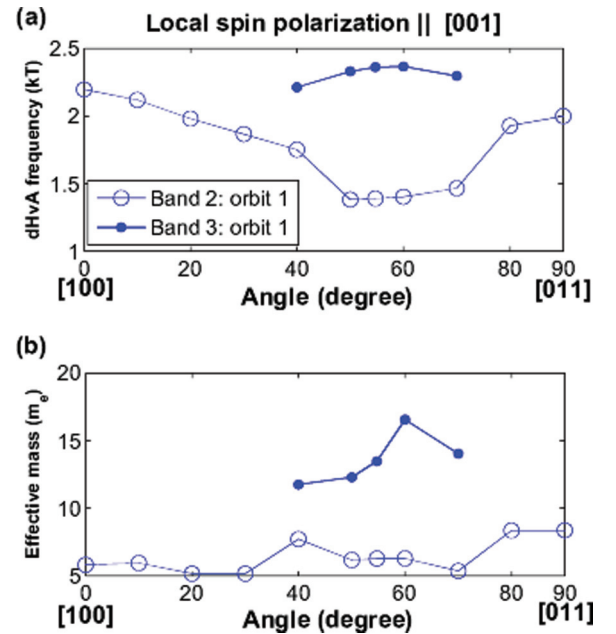 (a)
Local spin polarization || [001]
dHvA frequency (kT)
2.5
2
1.5
1
Band 2: orbit 1
Band 3: orbit 1
0 20 40 60 80 90
[100] Angle (degree) [011]
(b)
Effective mass (mₑ)
20
15
10
5
0 20 40 60 80 90
[100] Angle (degree) [011]